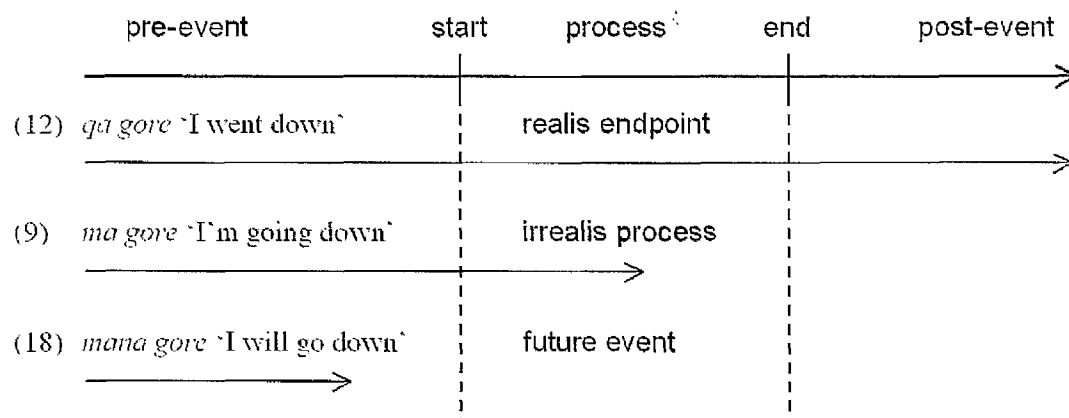 pre-event start process end post-event
(12) qa gore 'I went down' realis endpoint
(9) ma gore 'I'm going down' irrealis process
(18) mana gore 'I will go down' future event